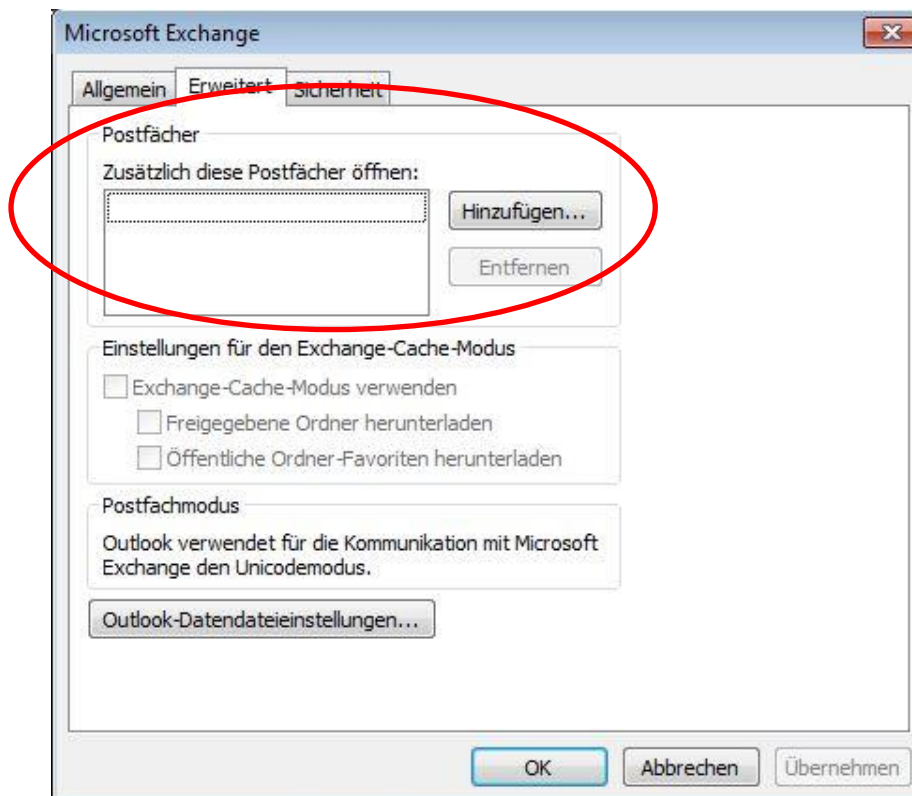 Microsoft Exchange
Allgemein Erweitert Sicherheit
Postfächer
Zusätzlich diese Postfächer öffnen:
Hinzufügen...
Entfernen
Einstellungen für den Exchange-Cache-Modus
Exchange-Cache-Modus verwenden
Freigegebene Ordner herunterladen
Öffentliche Ordner-Favoriten herunterladen
Postfachmodus
Outlook verwendet für die Kommunikation mit Microsoft
Exchange den Unicodemodus.
Outlook-Datendateieinstellungen...
OK Abbrechen Übernehmen